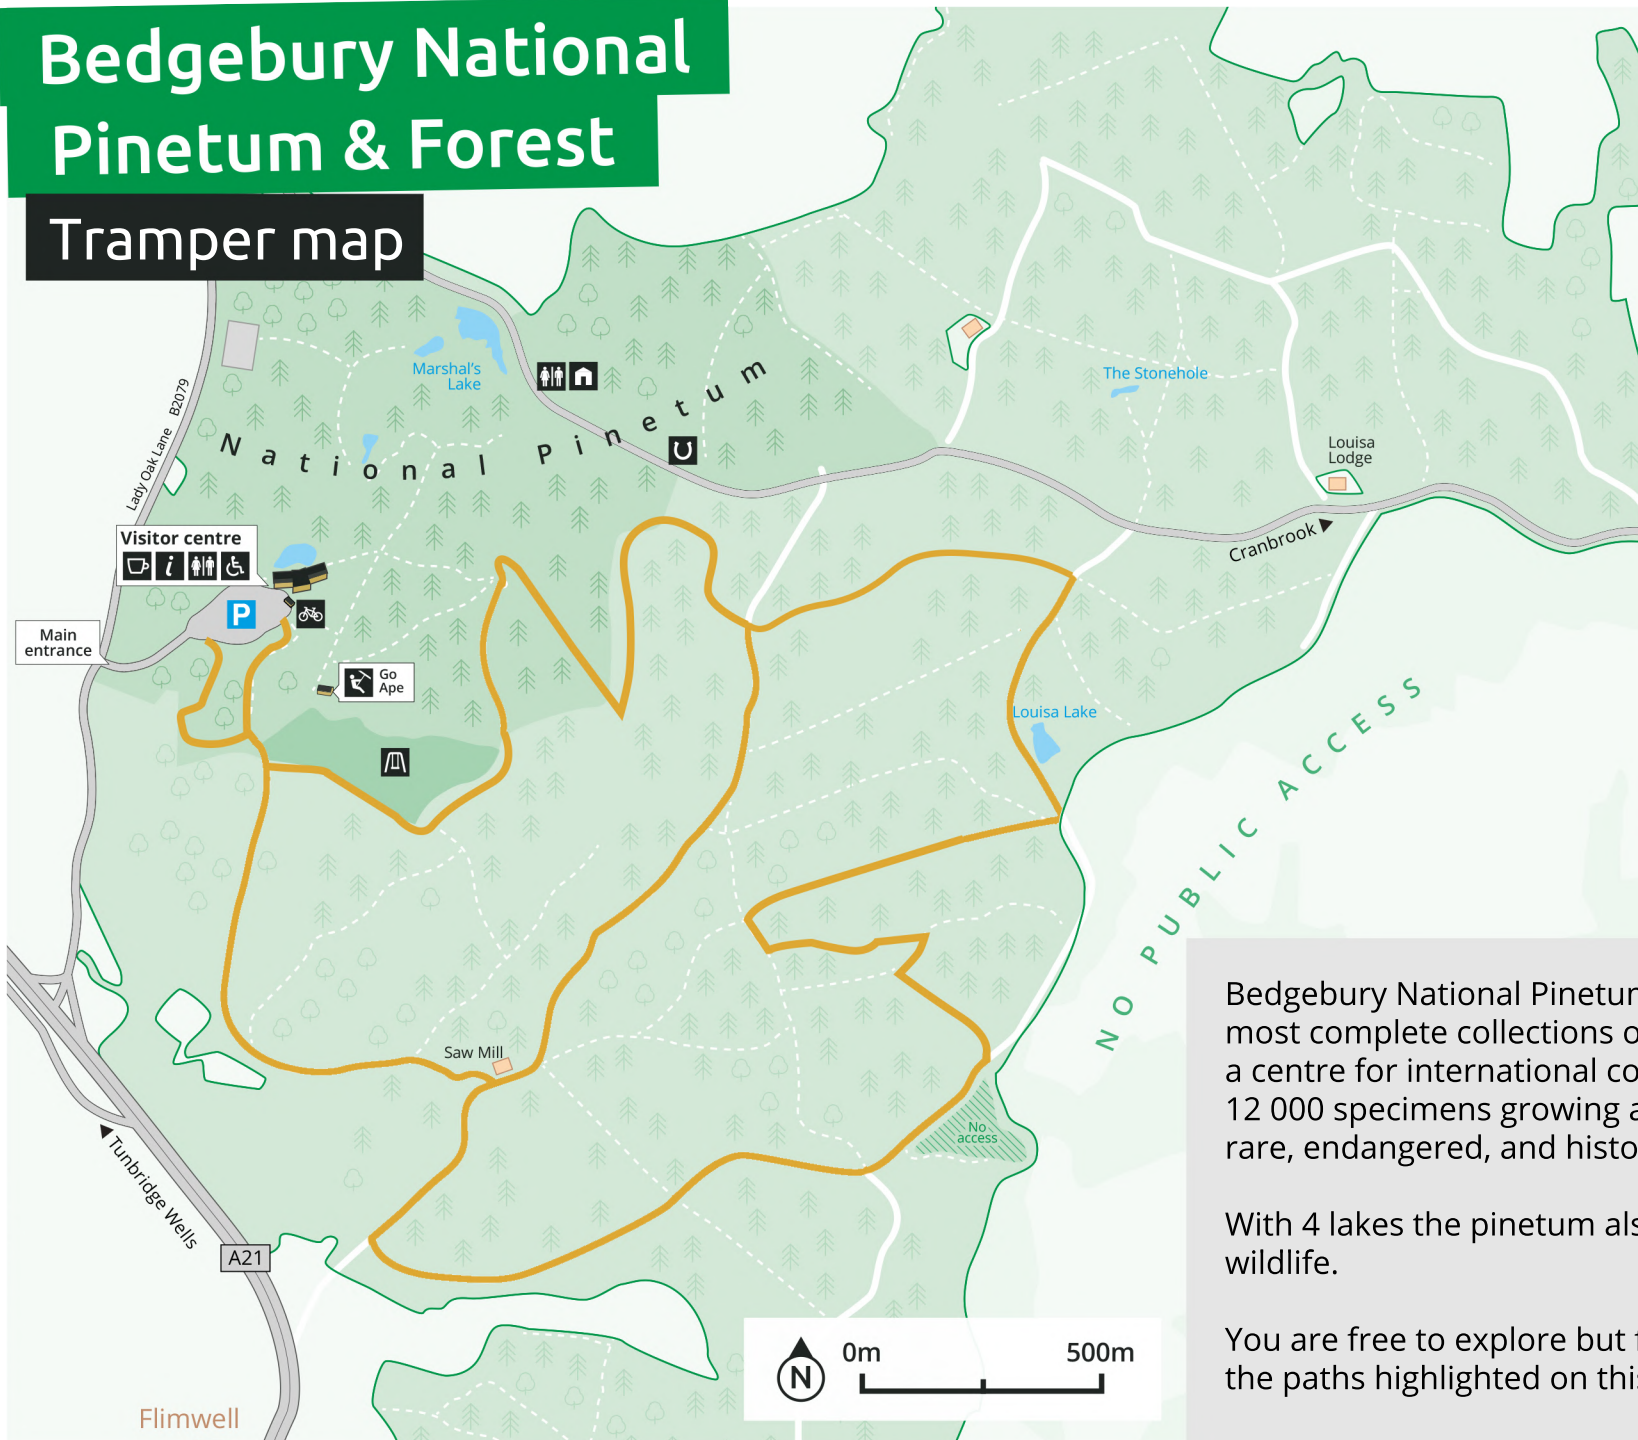 Bedgebury National
Pinetum & Forest
Tramper map
Marshal's
Lake
Lady Oak Lane B2079
National Pinetum
The Stonehole
Louisa
Lodge
Cranbrook
Visitor centre
P
Main
entrance
Go
Ape
Louisa Lake
NO PUBLIC ACCESS
Saw Mill
No
access
Tunbridge Wells
A21
Flimwell
N
0m 500m
Bedgebury National Pinetum
most complete collections o
a centre for international co
12 000 specimens growing a
rare, endangered, and histo
With 4 lakes the pinetum als
wildlife.
You are free to explore but f
the paths highlighted on this